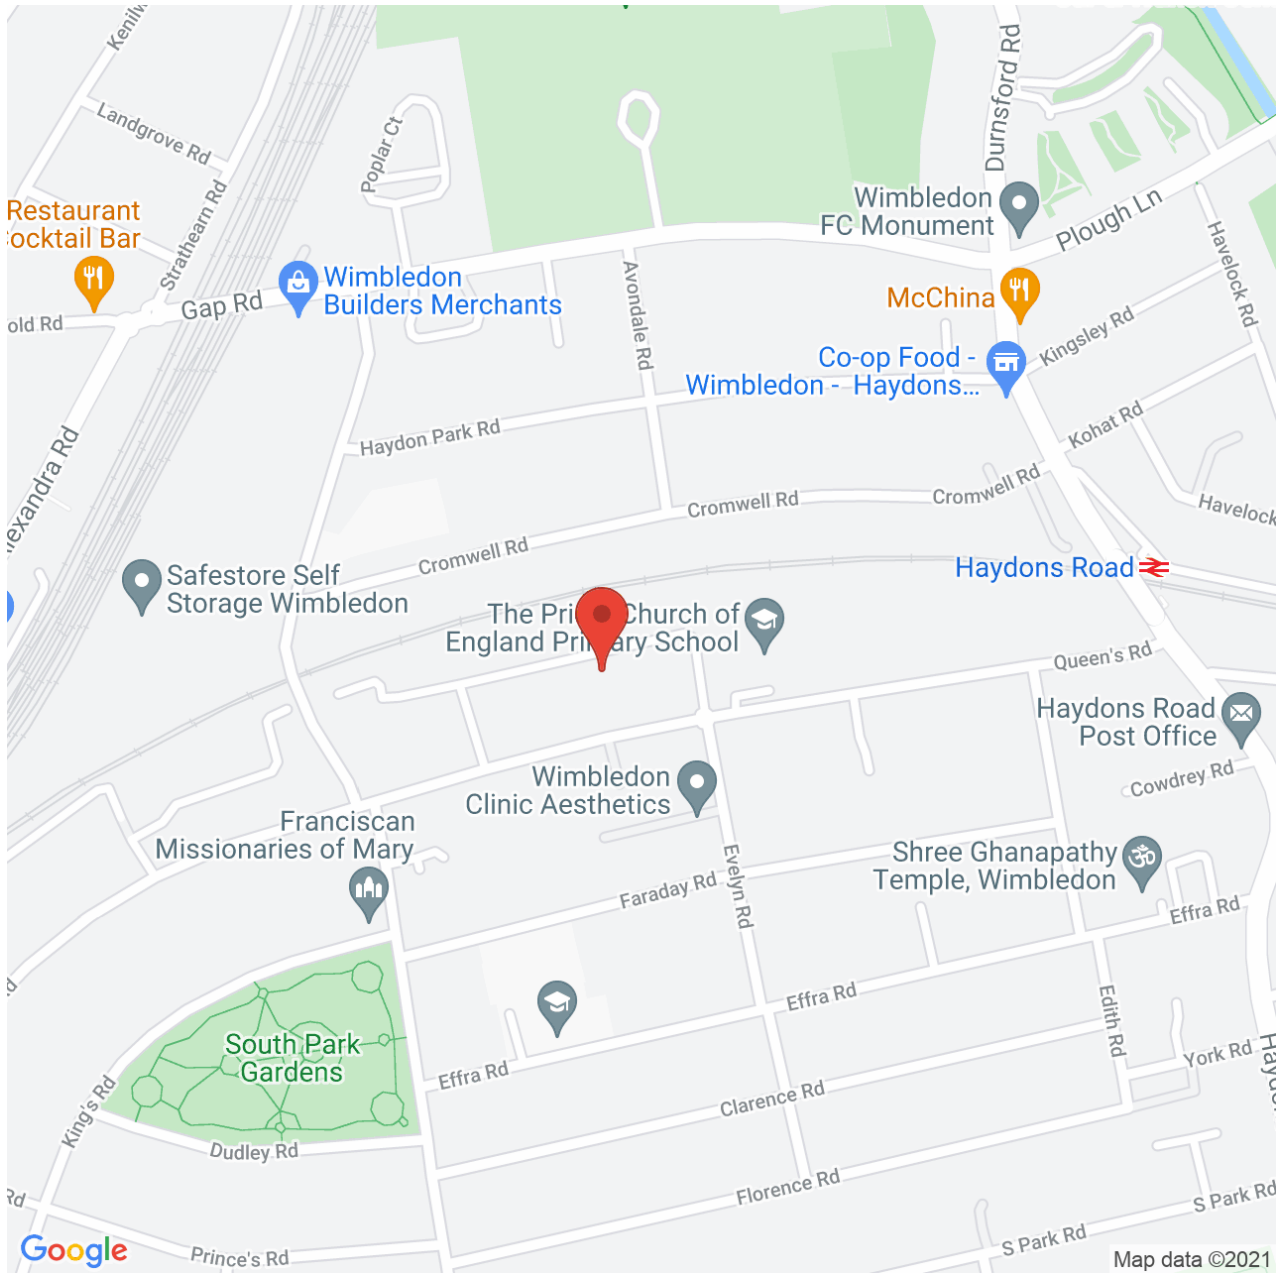 Kenilw
Landgrove Rd
Poplar Ct
Durnsford Rd
Restaurant
Cocktail Bar
Strathearn Rd
Wimbledon
FC Monument
Plough Ln
Havelock Rd
Gap Rd
old Rd
Wimbledon
Builders Merchants
Avondale Rd
McChina
Kingsley Rd
Co-op Food -
Wimbledon - Haydons...
Kohat Rd
Haydon Park Rd
lexandra Rd
Cromwell Rd
Cromwell Rd
Havelock
Cromwell Rd
Haydons Road
Safestore Self
Storage Wimbledon
The Pri Church of
England Primary School
Queen's Rd
Haydons Road
Post Office
Wimbledon
Clinic Aesthetics
Cowdrey Rd
Franciscan
Missionaries of Mary
Evelyn Rd
Shree Ghanapathy
Temple, Wimbledon
Faraday Rd
Effra Rd
Effra Rd
Edith Rd
South Park
Gardens
York Rd
Haydon
Effra Rd
Clarence Rd
King's Rd
Dudley Rd
Florence Rd
S Park Rd
Rd
Prince's Rd
S Park Rd
Google
Map data ©2021